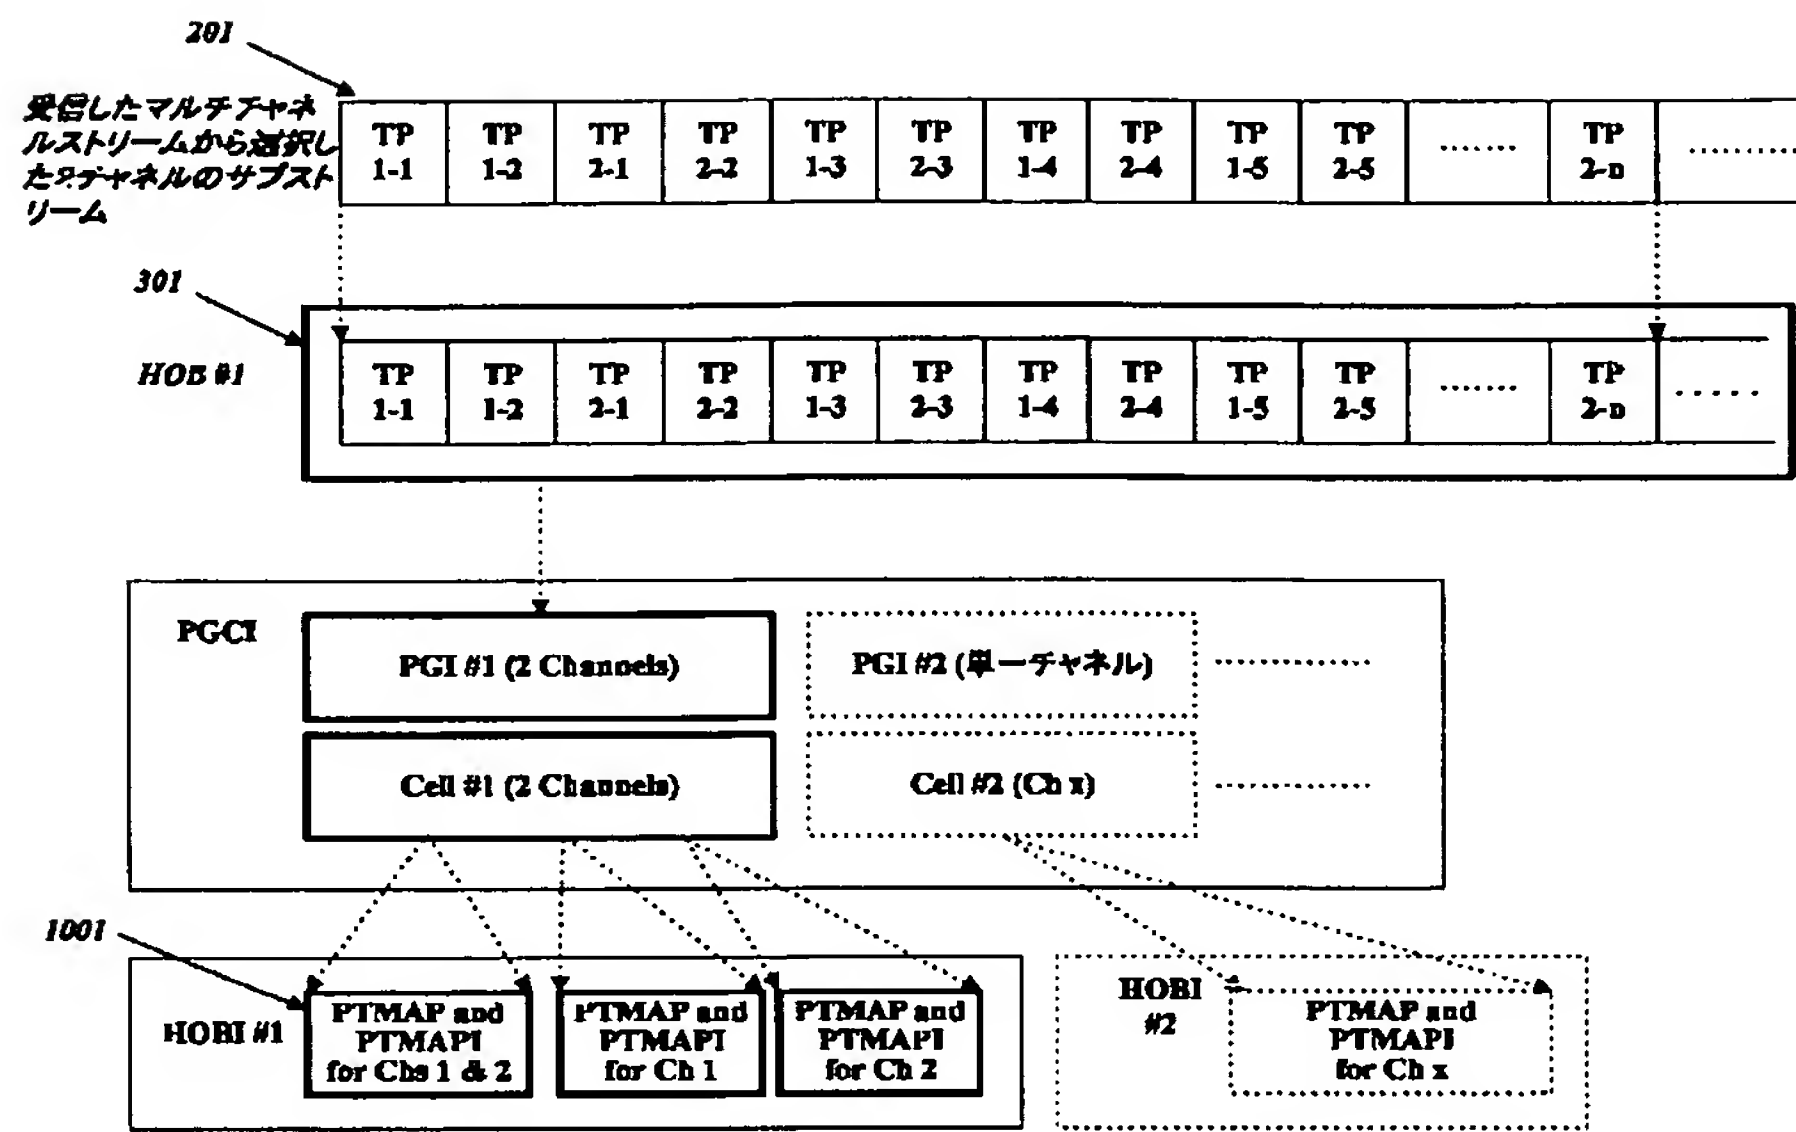 201
受信したマルチチャネ
ルストリームから選択し
た2チャネルのサブスト
リーム
TP 1-1
TP 1-2
TP 2-1
TP 2-2
TP 1-3
TP 2-3
TP 1-4
TP 2-4
TP 1-5
TP 2-5
........
TP 2-n
...........
301
HOB #1
TP 1-1
TP 1-2
TP 2-1
TP 2-2
TP 1-3
TP 2-3
TP 1-4
TP 2-4
TP 1-5
TP 2-5
........
TP 2-n
......
PGCI
PGI #1 (2 Channels)
PGI #2 (単一チャネル)
Cell #1 (2 Channels)
Cell #2 (Ch x)
1001
HOBI #1
PTMAP and
PTMAPI
for Chs 1 & 2
PTMAP and
PTMAPI
for Ch 1
PTMAP and
PTMAPI
for Ch 2
HOBI
#2
PTMAP and
PTMAPI
for Ch x